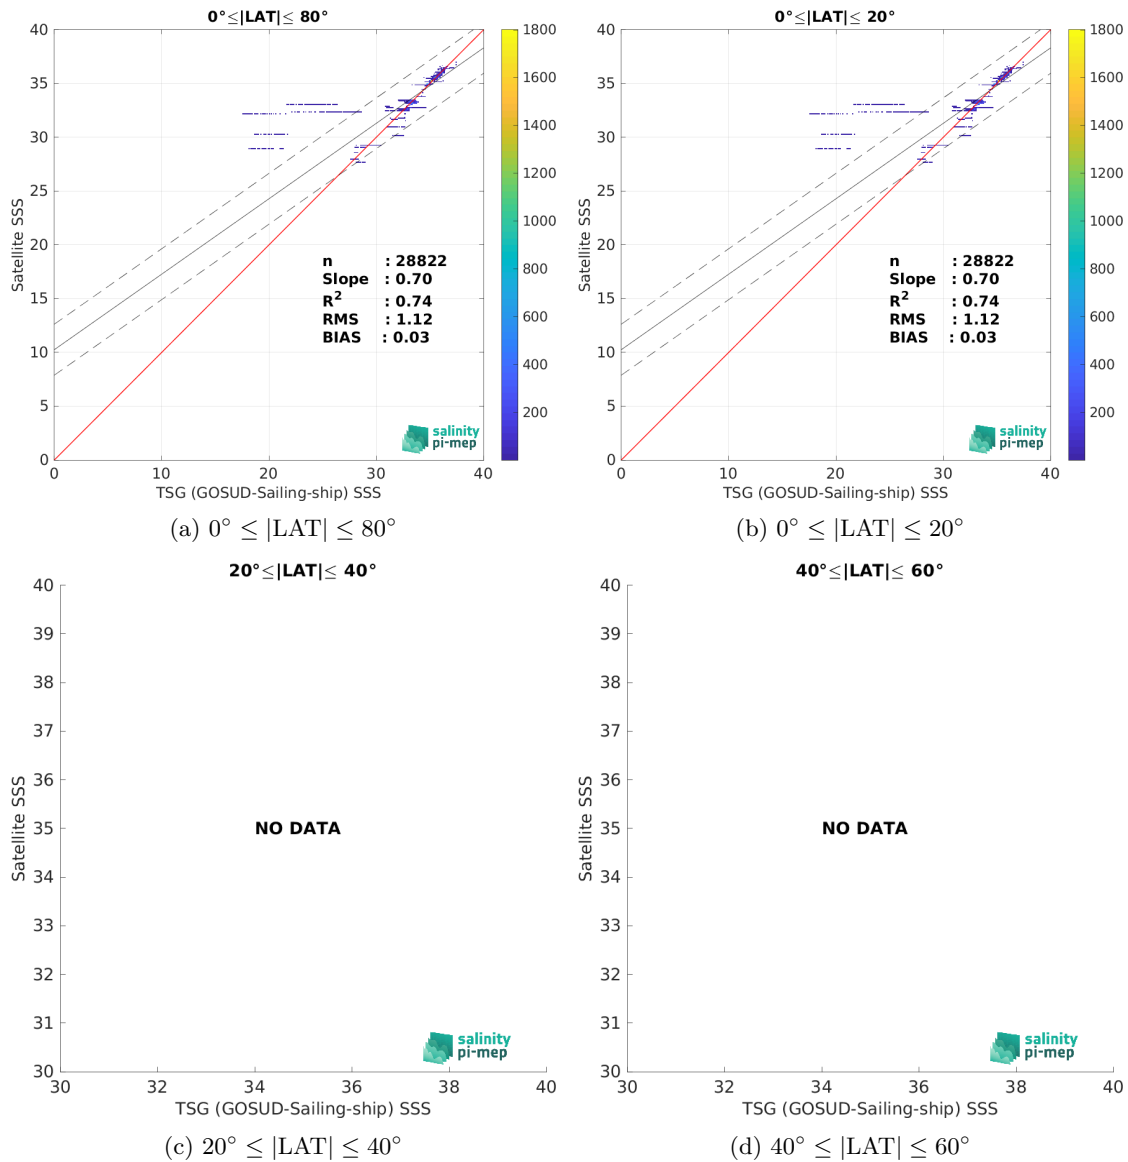 0°≤|LAT|≤ 80°
40
35
30
25
20
15
10
5
0
Satellite SSS
n : 28822
Slope : 0.70
R² : 0.74
RMS : 1.12
BIAS : 0.03
salinity
pi-mep
0 10 20 30 40
TSG (GOSUD-Sailing-ship) SSS
1800
1600
1400
1200
1000
800
600
400
200
(a) 0° ≤ |LAT| ≤ 80°
0°≤|LAT|≤ 20°
40
35
30
25
20
15
10
5
0
Satellite SSS
n : 28822
Slope : 0.70
R² : 0.74
RMS : 1.12
BIAS : 0.03
salinity
pi-mep
0 10 20 30 40
TSG (GOSUD-Sailing-ship) SSS
1800
1600
1400
1200
1000
800
600
400
200
(b) 0° ≤ |LAT| ≤ 20°
20°≤|LAT|≤ 40°
40
39
38
37
36
35
34
33
32
31
30
Satellite SSS
NO DATA
salinity
pi-mep
30 32 34 36 38 40
TSG (GOSUD-Sailing-ship) SSS
(c) 20° ≤ |LAT| ≤ 40°
40°≤|LAT|≤ 60°
40
39
38
37
36
35
34
33
32
31
30
Satellite SSS
NO DATA
salinity
pi-mep
30 32 34 36 38 40
TSG (GOSUD-Sailing-ship) SSS
(d) 40° ≤ |LAT| ≤ 60°